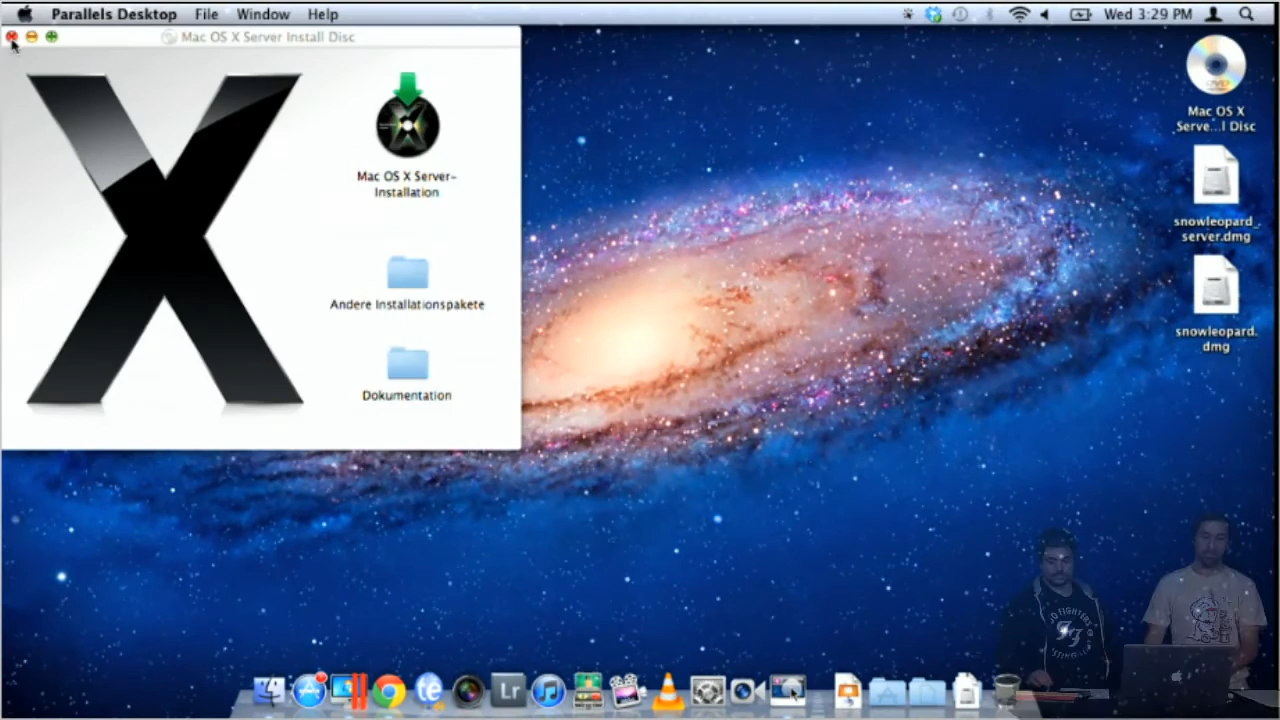 Parallels Desktop File Window Help
Wed 3:29 PM
Mac OS X Server Install Disc
Mac OS X Server-
Installation
Andere Installationspakete
Dokumentation
Mac OS X
Serve...l Disc
snowleopard_
server.dmg
snowleopard.
dmg
te
Lr